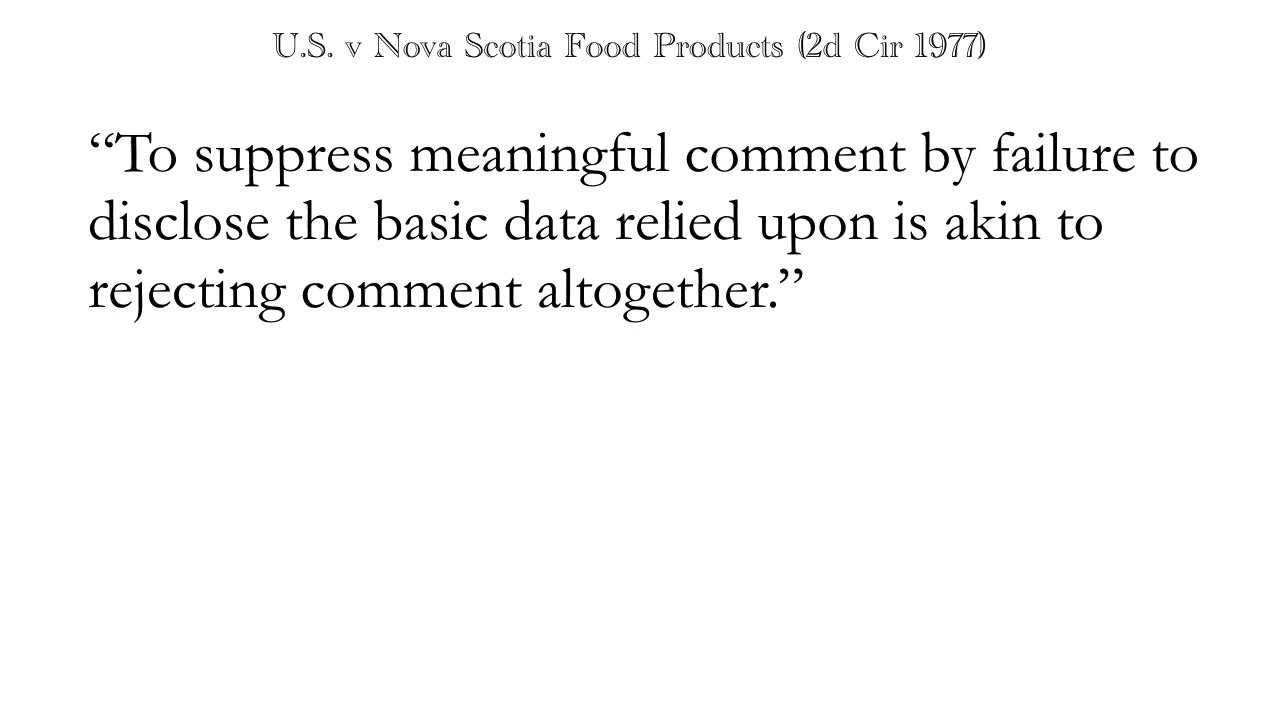 U.S. v Nova Scotia Food Products (2d Cir 1977)
“To suppress meaningful comment by failure to
disclose the basic data relied upon is akin to
rejecting comment altogether.”